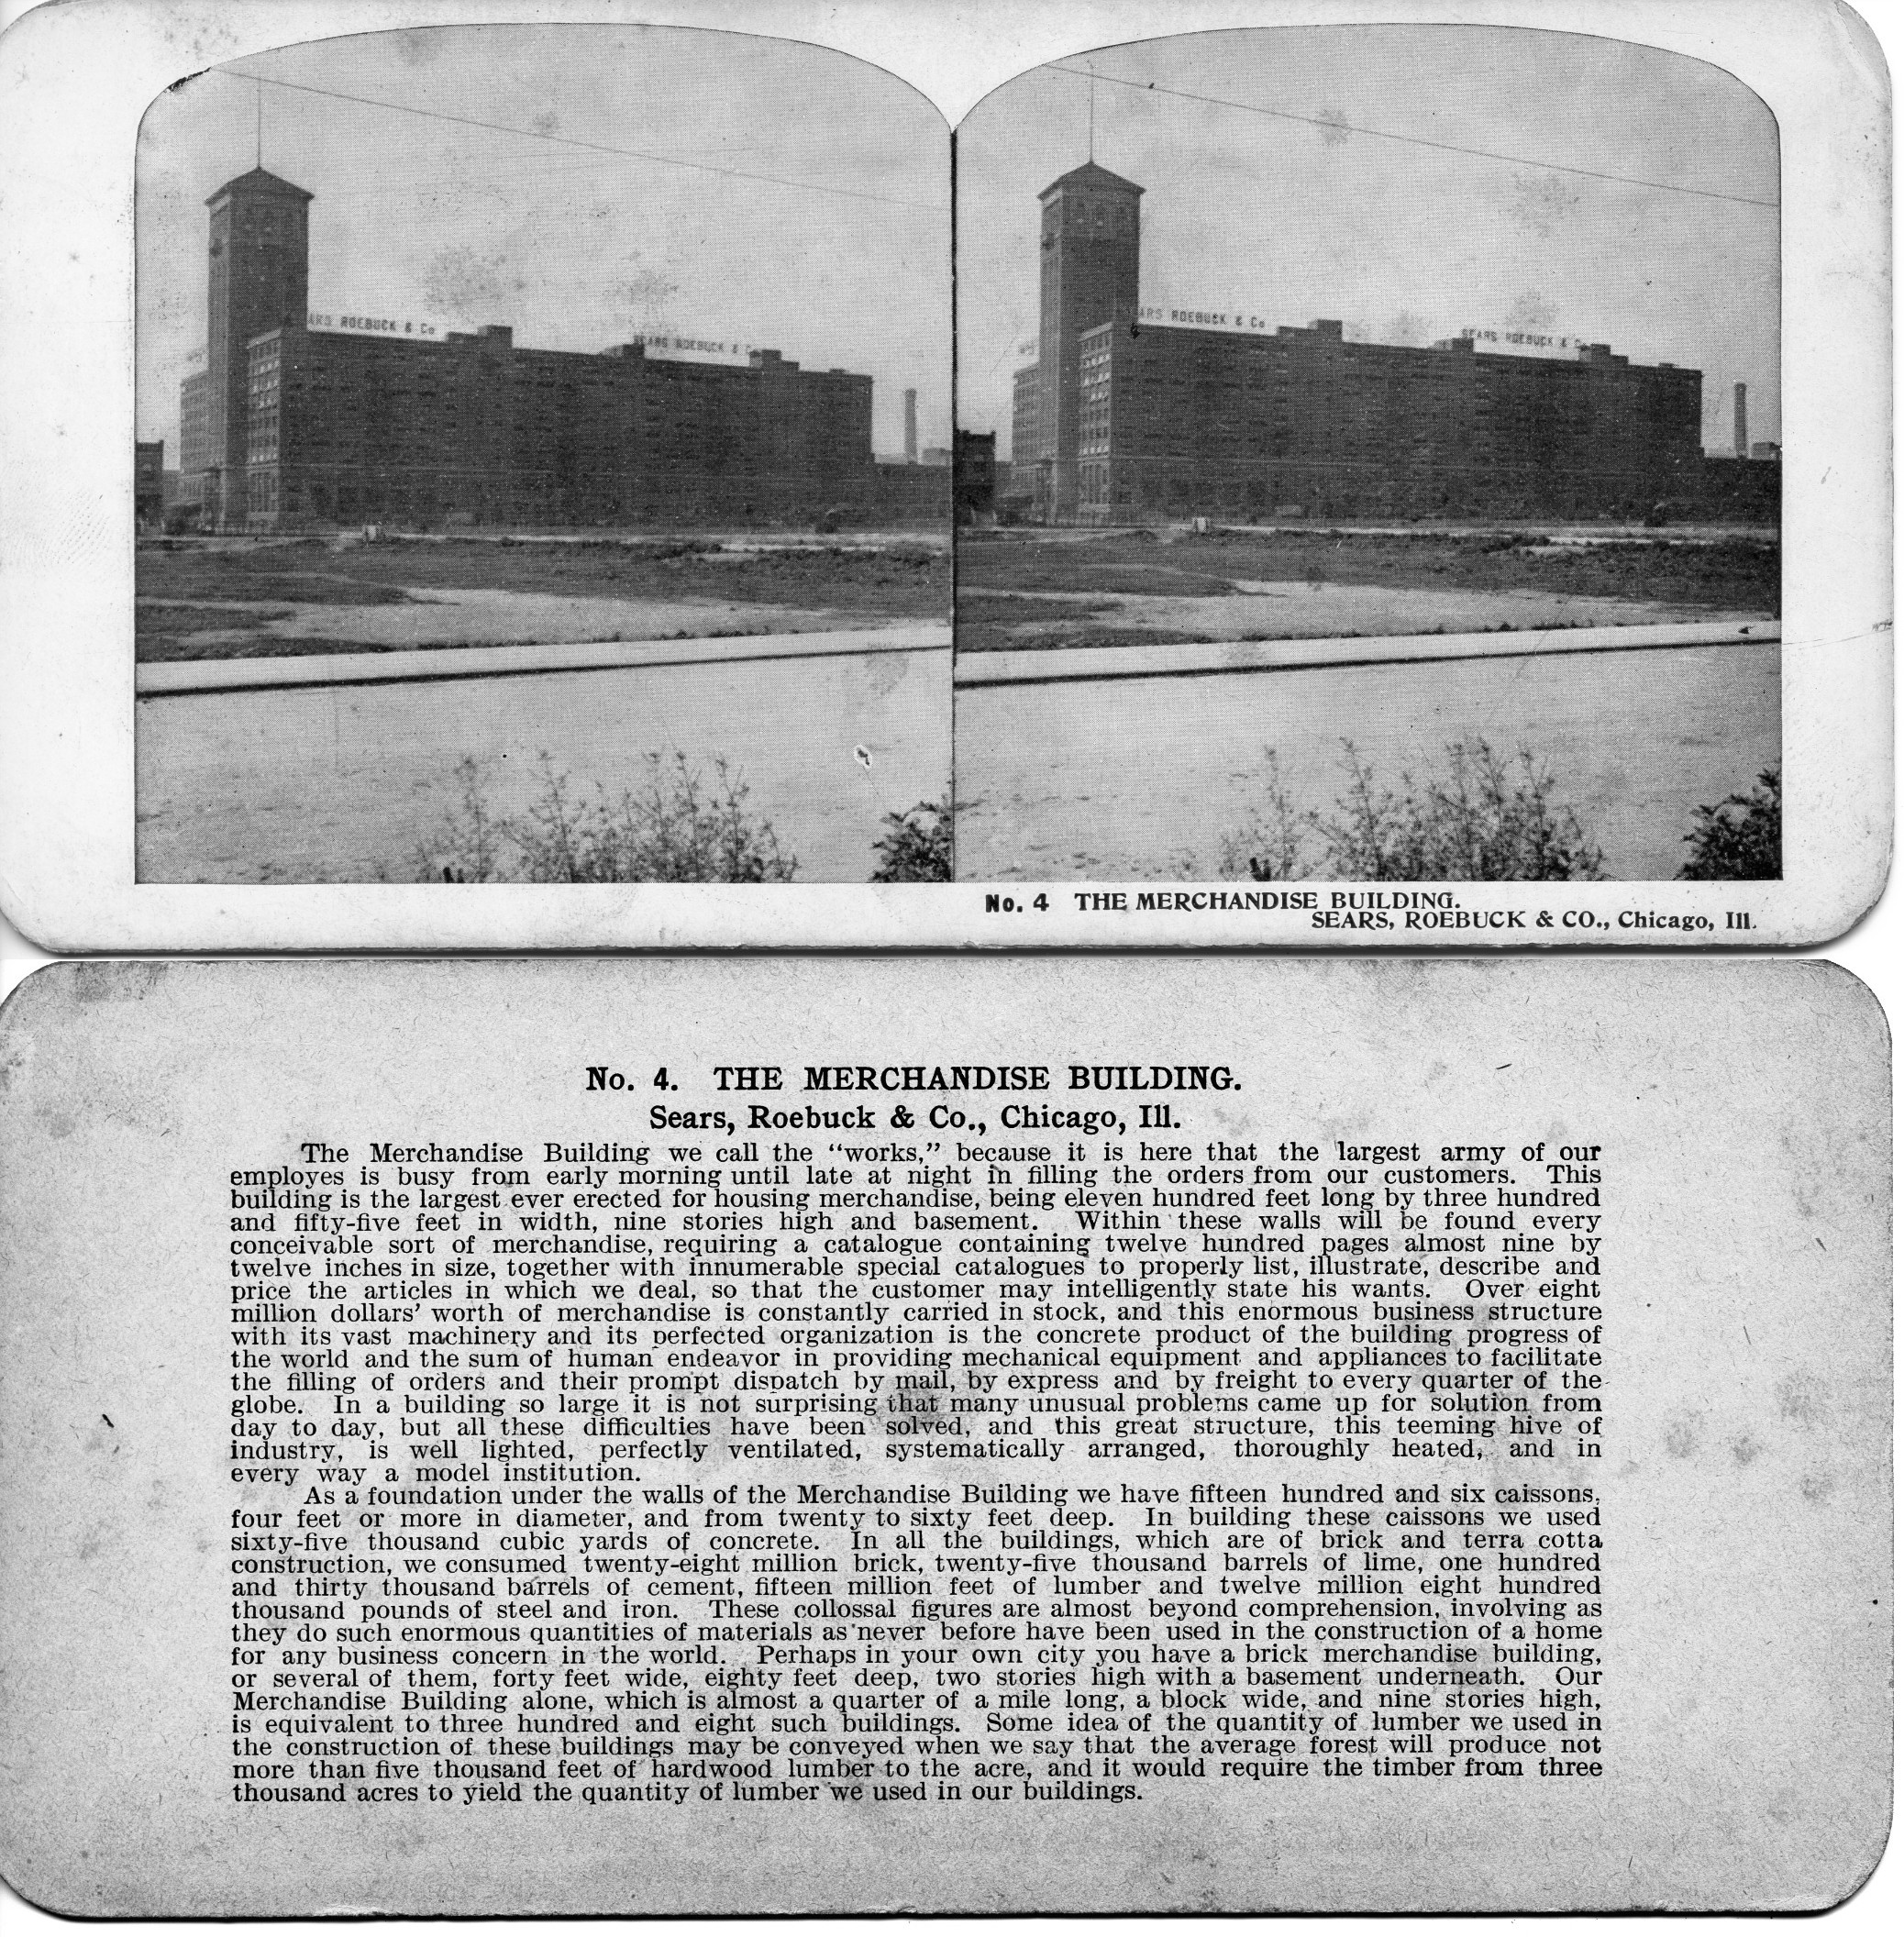 ARS ROEBUCK & Co
SEARS ROEBUCK & C
ARS ROEBUCK & Co
SEARS ROEBUCK & C
No. 4 THE MERCHANDISE BUILDING.
SEARS, ROEBUCK & CO., Chicago, Ill.
No. 4. THE MERCHANDISE BUILDING.
Sears, Roebuck & Co., Chicago, Ill.
The Merchandise Building we call the “works,” because it is here that the largest army of our
employes is busy from early morning until late at night in filling the orders from our customers. This
building is the largest ever erected for housing merchandise, being eleven hundred feet long by three hundred
and fifty-five feet in width, nine stories high and basement. Within these walls will be found every
conceivable sort of merchandise, requiring a catalogue containing twelve hundred pages almost nine by
twelve inches in size, together with innumerable special catalogues to properly list, illustrate, describe and
price the articles in which we deal, so that the customer may intelligently state his wants. Over eight
million dollars’ worth of merchandise is constantly carried in stock, and this enormous business structure
with its vast machinery and its perfected organization is the concrete product of the building progress of
the world and the sum of human endeavor in providing mechanical equipment and appliances to facilitate
the filling of orders and their prompt dispatch by mail, by express and by freight to every quarter of the
globe. In a building so large it is not surprising that many unusual problems came up for solution from
day to day, but all these difficulties have been solved, and this great structure, this teeming hive of
industry, is well lighted, perfectly ventilated, systematically arranged, thoroughly heated, and in
every way a model institution.
As a foundation under the walls of the Merchandise Building we have fifteen hundred and six caissons,
four feet or more in diameter, and from twenty to sixty feet deep. In building these caissons we used
sixty-five thousand cubic yards of concrete. In all the buildings, which are of brick and terra cotta
construction, we consumed twenty-eight million brick, twenty-five thousand barrels of lime, one hundred
and thirty thousand barrels of cement, fifteen million feet of lumber and twelve million eight hundred
thousand pounds of steel and iron. These collossal figures are almost beyond comprehension, involving as
they do such enormous quantities of materials as never before have been used in the construction of a home
for any business concern in the world. Perhaps in your own city you have a brick merchandise building,
or several of them, forty feet wide, eighty feet deep, two stories high with a basement underneath. Our
Merchandise Building alone, which is almost a quarter of a mile long, a block wide, and nine stories high,
is equivalent to three hundred and eight such buildings. Some idea of the quantity of lumber we used in
the construction of these buildings may be conveyed when we say that the average forest will produce not
more than five thousand feet of hardwood lumber to the acre, and it would require the timber from three
thousand acres to yield the quantity of lumber we used in our buildings.